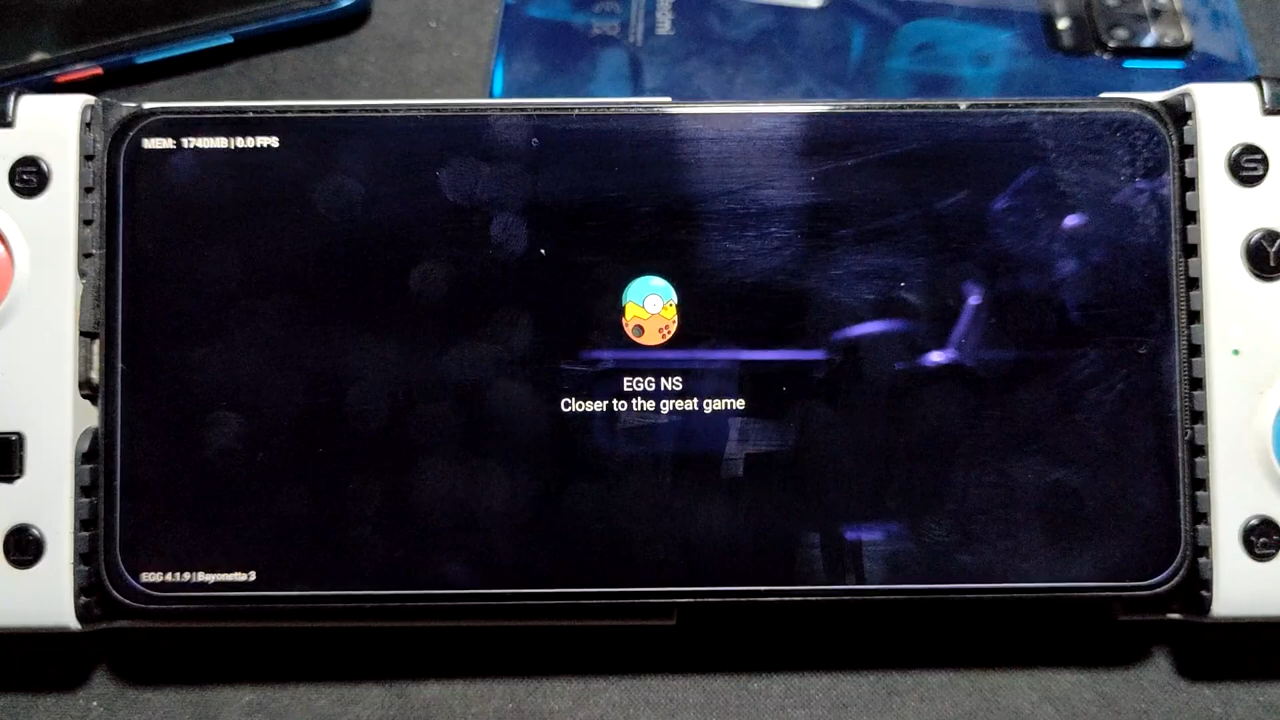 MEM: 1740MB | 0.0 FPS
EGG NS
Closer to the great game
EGG 4.1.9 | Bayonetta 3
S
Y